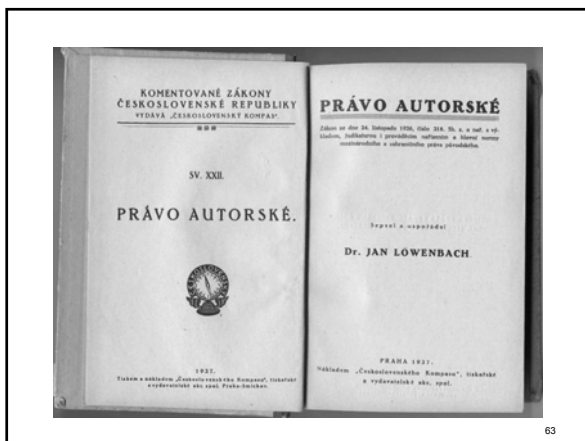 KOMENTOVANÉ ZÁKONY
ČESKOSLOVENSKÉ REPUBLIKY
VYDÁVÁ „ČESKOSLOVENSKÝ KOMPAS“.
SV. XXII.
PRÁVO AUTORSKÉ.
1927.
Tiskem a nákladem „Československého Kompasu“, tiskařské
a vydavatelské akc. spol. Praha-Smíchov.
PRÁVO AUTORSKÉ
Zákon ze dne 24. listopadu 1926, číslo 218. Sb. z. a nař. s vý-
kladem, judikaturou i prováděcím nařízením a hlavní normy
mezinárodního a zahraničního práva původského.
Sepsal a uspořádal
Dr. JAN LÖWENBACH.
PRAHA 1927.
Nákladem „Československého Kompasu“, tiskařské
a vydavatelské akc. spol.
63